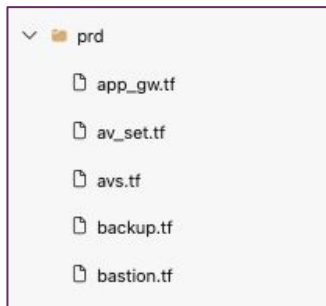 prd
app_gw.tf
av_set.tf
avs.tf
backup.tf
bastion.tf